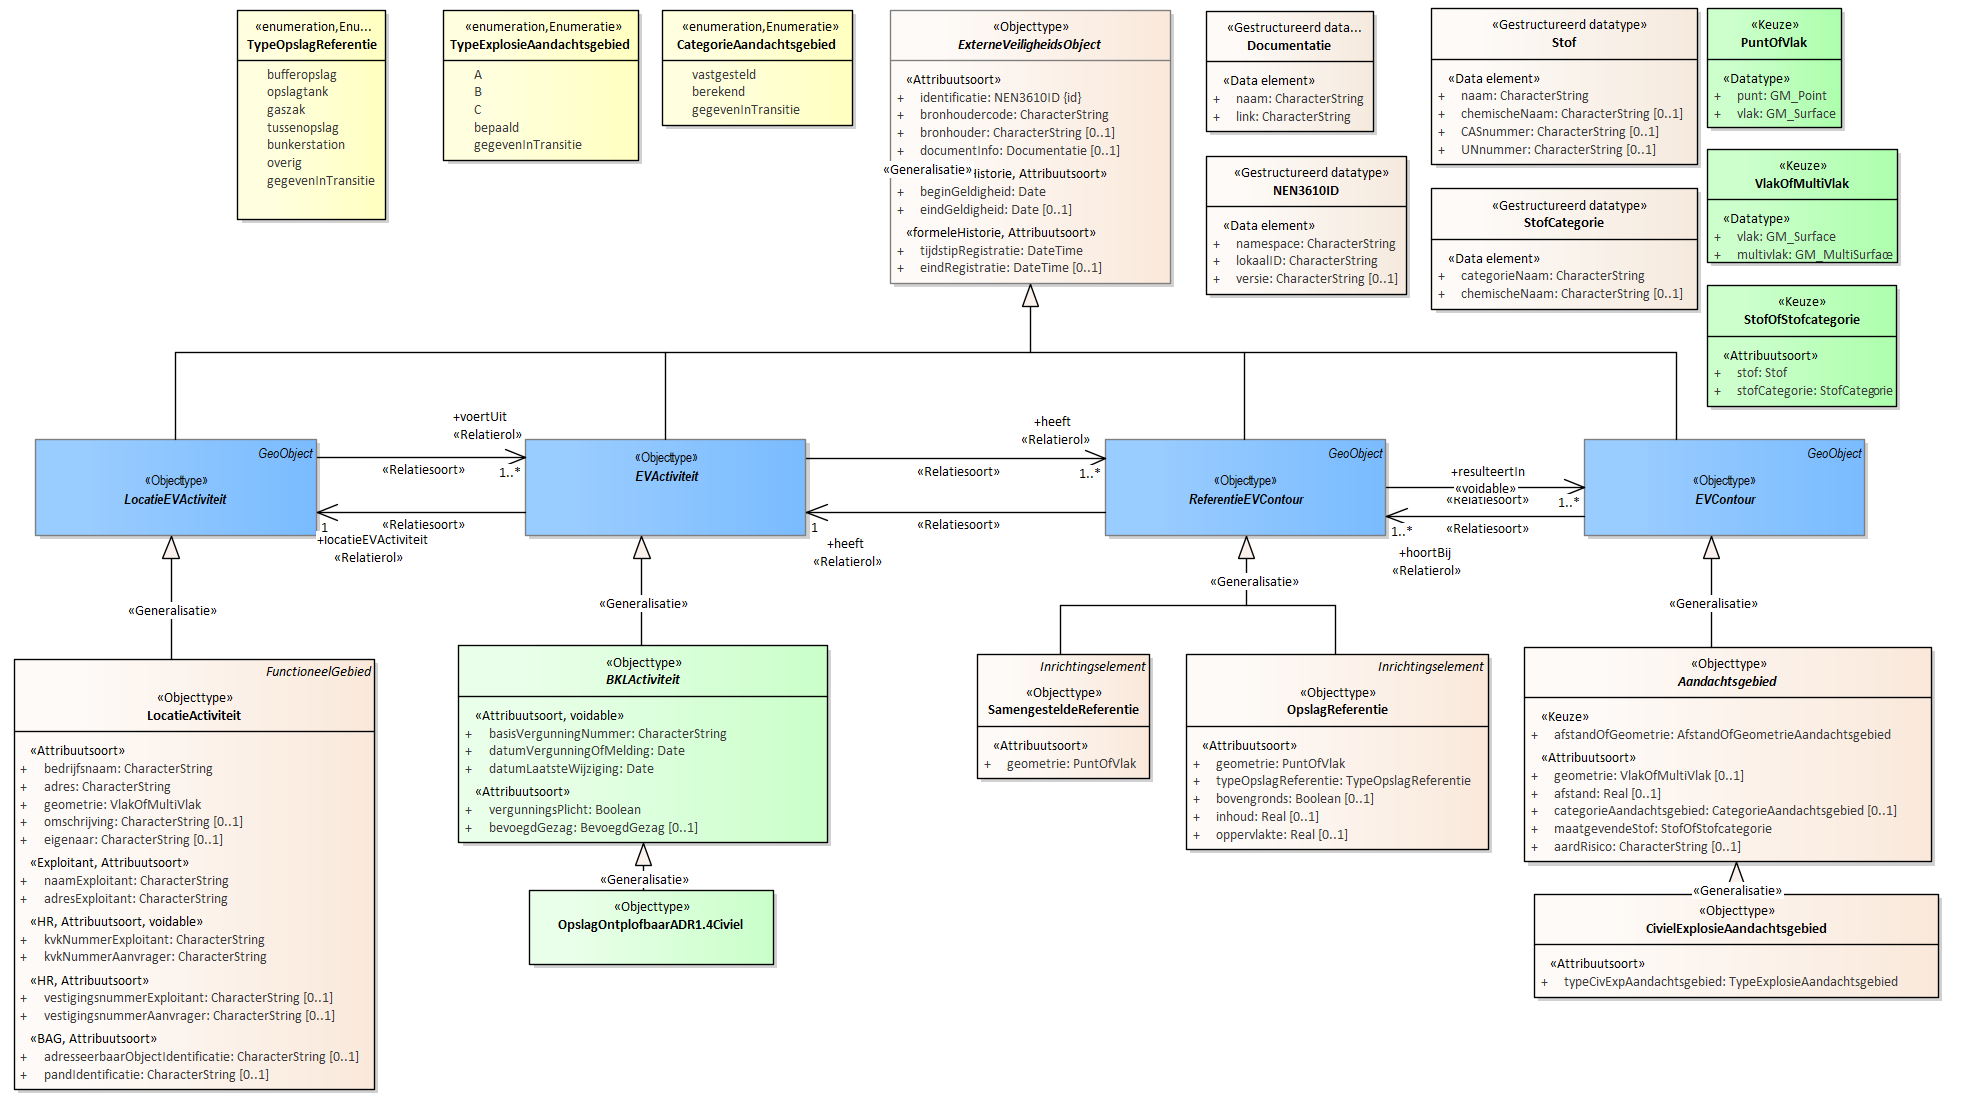 «enumeration,Enu...
TypeOpslagReferentie
bufferopslag
opslagtank
gaszak
tussenopslag
bunkerstation
overig
gegevenInTransitie
«enumeration,Enumeratie»
TypeExplosieAandachtsgebied
A
B
C
bepaald
gegevenInTransitie
«enumeration,Enumeratie»
CategorieAandachtsgebied
vastgesteld
berekend
gegevenInTransitie
«Objecttype»
ExterneVeiligheidsObject
«Attribuutsoort»
+ identificatie: NEN3610ID {id}
+ bronhoudercode: CharacterString
+ bronhouder: CharacterString [0..1]
+ documentInfo: Documentatie [0..1]
«Generalisatie» Historie, Attribuutsoort»
+ beginGeldigheid: Date
+ eindGeldigheid: Date [0..1]
«formeleHistorie, Attribuutsoort»
+ tijdstipRegistratie: DateTime
+ eindRegistratie: DateTime [0..1]
«Gestructureerd data...
Documentatie
«Data element»
+ naam: CharacterString
+ link: CharacterString
«Gestructureerd datatype»
NEN3610ID
«Data element»
+ namespace: CharacterString
+ lokaalID: CharacterString
+ versie: CharacterString [0..1]
«Gestructureerd datatype»
Stof
«Data element»
+ naam: CharacterString
+ chemischeNaam: CharacterString [0..1]
+ CASnummer: CharacterString [0..1]
+ UNnummer: CharacterString [0..1]
«Gestructureerd datatype»
StofCategorie
«Data element»
+ categorieNaam: CharacterString
+ chemischeNaam: CharacterString [0..1]
«Keuze»
PuntOfVlak
«Datatype»
+ punt: GM_Point
+ vlak: GM_Surface
«Keuze»
VlakOfMultiVlak
«Datatype»
+ vlak: GM_Surface
+ multivlak: GM_MultiSurface
«Keuze»
StofOfStofcategorie
«Attribuutsoort»
+ stof: Stof
+ stofCategorie: StofCategorie
GeoObject
«Objecttype»
LocatieEVActiviteit
+voertUit
«Relatierol»
«Relatiesoort»
1..*
«Relatiesoort»
1
+locatieEVActiviteit
«Relatierol»
«Objecttype»
EVActiviteit
+heeft
«Relatierol»
«Relatiesoort»
1..*
«Relatiesoort»
1
+heeft
«Relatierol»
GeoObject
«Objecttype»
ReferentieEVContour
+resulteertIn
«voidable»
«Relatierol»
«Relatiesoort»
1..*
«Relatiesoort»
1..*
+hoortBij
«Relatierol»
GeoObject
«Objecttype»
EVContour
«Generalisatie»
«Generalisatie»
«Generalisatie»
«Generalisatie»
FunctioneelGebied
«Objecttype»
LocatieActiviteit
«Attribuutsoort»
+ bedrijfsnaam: CharacterString
+ adres: CharacterString
+ geometrie: VlakOfMultiVlak
+ omschrijving: CharacterString [0..1]
+ eigenaar: CharacterString [0..1]
«Exploitant, Attribuutsoort»
+ naamExploitant: CharacterString
+ adresExploitant: CharacterString
«HR, Attribuutsoort, voidable»
+ kvkNummerExploitant: CharacterString
+ kvkNummerAanvrager: CharacterString
«HR, Attribuutsoort»
+ vestigingsnummerExploitant: CharacterString [0..1]
+ vestigingsnummerAanvrager: CharacterString [0..1]
«BAG, Attribuutsoort»
+ adresseerbaarObjectIdentificatie: CharacterString [0..1]
+ pandIdentificatie: CharacterString [0..1]
«Objecttype»
BKLActiviteit
«Attribuutsoort, voidable»
+ basisVergunningNummer: CharacterString
+ datumVergunningOfMelding: Date
+ datumLaatsteWijziging: Date
«Attribuutsoort»
+ vergunningsPlicht: Boolean
+ bevoegdGezag: BevoegdGezag [0..1]
«Generalisatie»
«Objecttype»
OpslagOntplofbaarADR1.4Civiel
Inrichtingselement
«Objecttype»
SamengesteldeReferentie
«Attribuutsoort»
+ geometrie: PuntOfVlak
Inrichtingselement
«Objecttype»
OpslagReferentie
«Attribuutsoort»
+ geometrie: PuntOfVlak
+ typeOpslagReferentie: TypeOpslagReferentie
+ bovengronds: Boolean [0..1]
+ inhoud: Real [0..1]
+ oppervlakte: Real [0..1]
«Objecttype»
Aandachtsgebied
«Keuze»
+ afstandOfGeometrie: AfstandOfGeometrieAandachtsgebied
«Attribuutsoort»
+ geometrie: VlakOfMultiVlak [0..1]
+ afstand: Real [0..1]
+ categorieAandachtsgebied: CategorieAandachtsgebied [0..1]
+ maatgevendeStof: StofOfStofcategorie
+ aardRisico: CharacterString [0..1]
«Generalisatie»
«Objecttype»
CivielExplosieAandachtsgebied
«Attribuutsoort»
+ typeCivExpAandachtsgebied: TypeExplosieAandachtsgebied